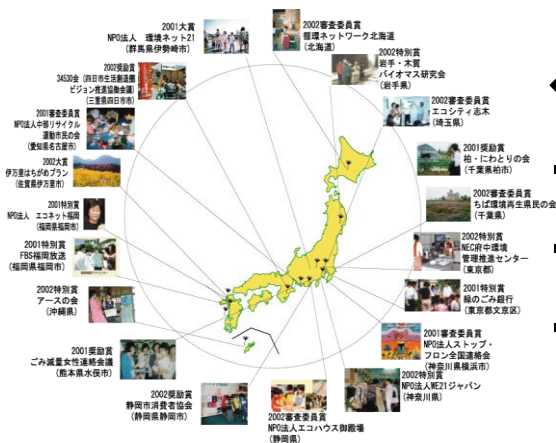 2001大賞
NPO法人　環境ネット21
(群馬県伊勢崎市)
2002審査委員賞
循環ネットワーク北海道
(北海道)
2002特別賞
岩手・木質
バイオマス研究会
(岩手県)
2002審査委員賞
エコシティ志木
(埼玉県)
2001奨励賞
柏・にわとりの会
(千葉県柏市)
2002審査委員賞
ちば環境再生県民の会
(千葉県)
2002特別賞
NEC府中環境
管理推進センター
(東京都)
2001特別賞
緑のごみ銀行
(東京都文京区)
2001審査委員賞
NPO法人ストップ・
フロン全国連絡会
(神奈川県横浜市)
2002特別賞
NPO法人WE21ジャパン
(神奈川県)
2002審査委員賞
NPO法人エコハウス御殿場
(静岡県)
2002奨励賞
静岡市消費者協会
(静岡県静岡市)
2001奨励賞
ごみ減量女性連絡会議
(熊本県水俣市)
2002特別賞
アースの会
(沖縄県)
2001特別賞
FBS福岡放送
(福岡県福岡市)
2001特別賞
NPO法人　エコネット福岡
(福岡県福岡市)
2002大賞
伊万里はちがめプラン
(佐賀県伊万里市)
2001審査委員賞
NPO法人中部リサイクル
運動市民の会
(愛知県名古屋市)
2002奨励賞
34530会（四日市生活創造圏
ビジョン推進協働会議）
(三重県四日市市)